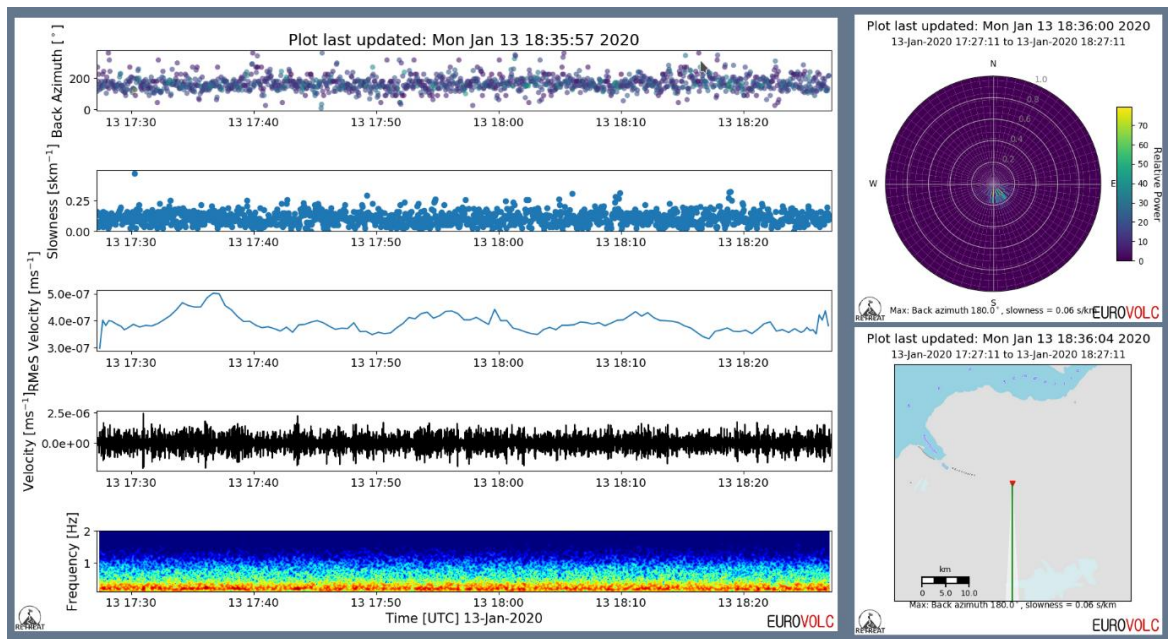 Plot last updated: Mon Jan 13 18:35:57 2020
Back Azimuth [°]
200
0
13 17:30 13 17:40 13 17:50 13 18:00 13 18:10 13 18:20
Slowness [skm⁻¹]
0.25
0.00
13 17:30 13 17:40 13 17:50 13 18:00 13 18:10 13 18:20
RMeS Velocity [ms⁻¹]
5.0e-07
4.0e-07
3.0e-07
13 17:30 13 17:40 13 17:50 13 18:00 13 18:10 13 18:20
Velocity [ms⁻¹]
2.5e-06
0.0e+00
13 17:30 13 17:40 13 17:50 13 18:00 13 18:10 13 18:20
Frequency [Hz]
2
1
13 17:30 13 17:40 13 17:50 13 18:00 13 18:10 13 18:20
Time [UTC] 13-Jan-2020
RETREAT
EUROVOLC
Plot last updated: Mon Jan 13 18:36:00 2020
13-Jan-2020 17:27:11 to 13-Jan-2020 18:27:11
N
1.0
0.8
0.6
0.4
0.2
W
E
S
70
60
50
40
30
20
10
0
Relative Power
Max: Back azimuth 180.0°, slowness = 0.06 s/km
RETREAT
EUROVOLC
Plot last updated: Mon Jan 13 18:36:04 2020
13-Jan-2020 17:27:11 to 13-Jan-2020 18:27:11
km
0 5.0 10.0
Max: Back azimuth 180.0°, slowness = 0.06 s/km
RETREAT
EUROVOLC